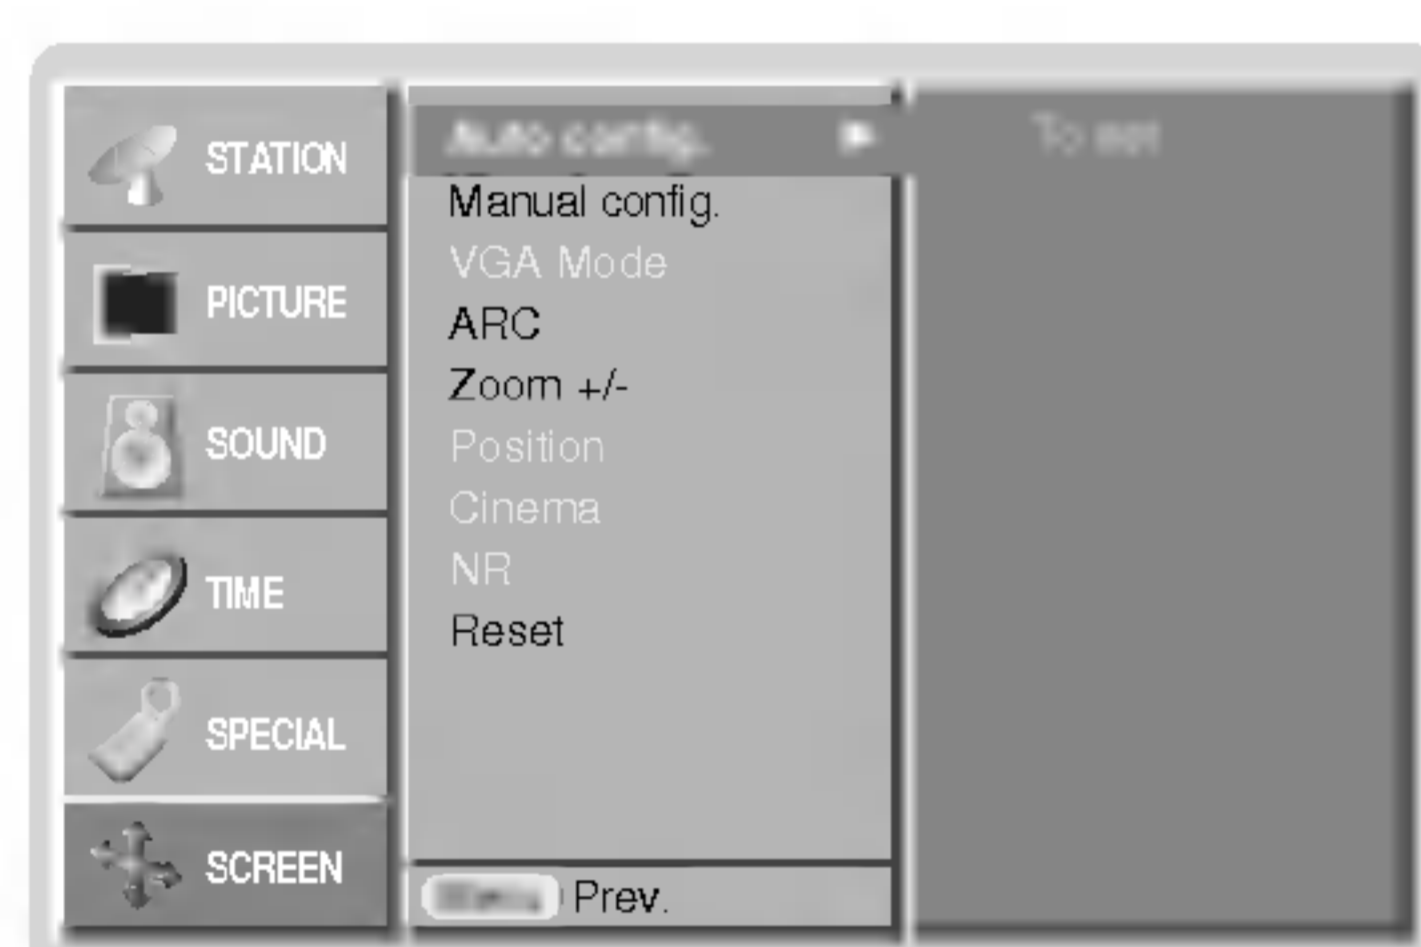 STATION
PICTURE
SOUND
TIME
SPECIAL
SCREEN
Auto config.
Manual config.
VGA Mode
ARC
Zoom +/-
Position
Cinema
NR
Reset
Prev.
To set